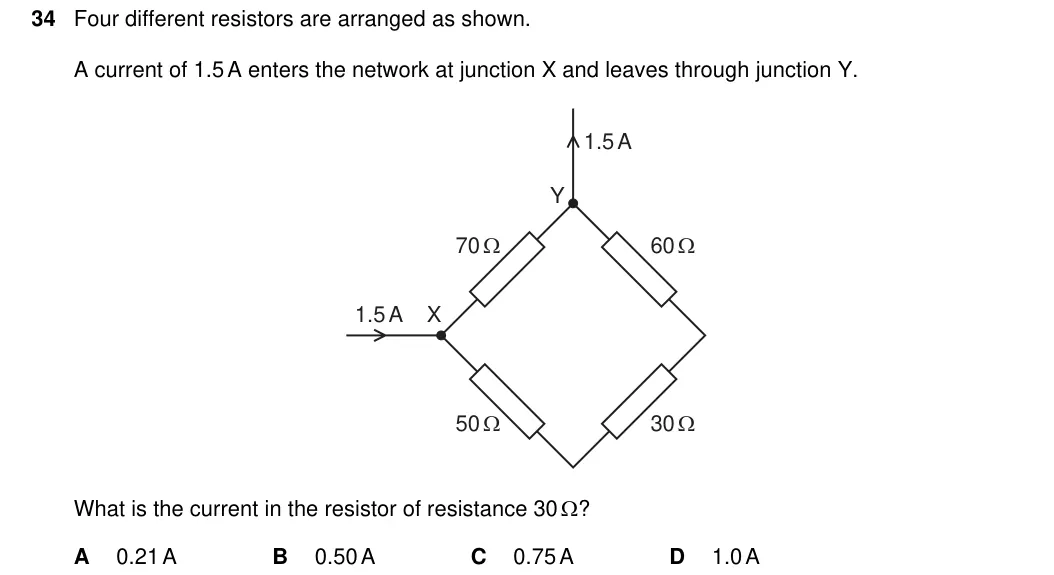 34 Four different resistors are arranged as shown.
A current of 1.5 A enters the network at junction X and leaves through junction Y.
1.5 A
Y
70 Ω 60 Ω
1.5 A X
50 Ω 30 Ω
What is the current in the resistor of resistance 30 Ω?
A 0.21 A B 0.50 A C 0.75 A D 1.0 A